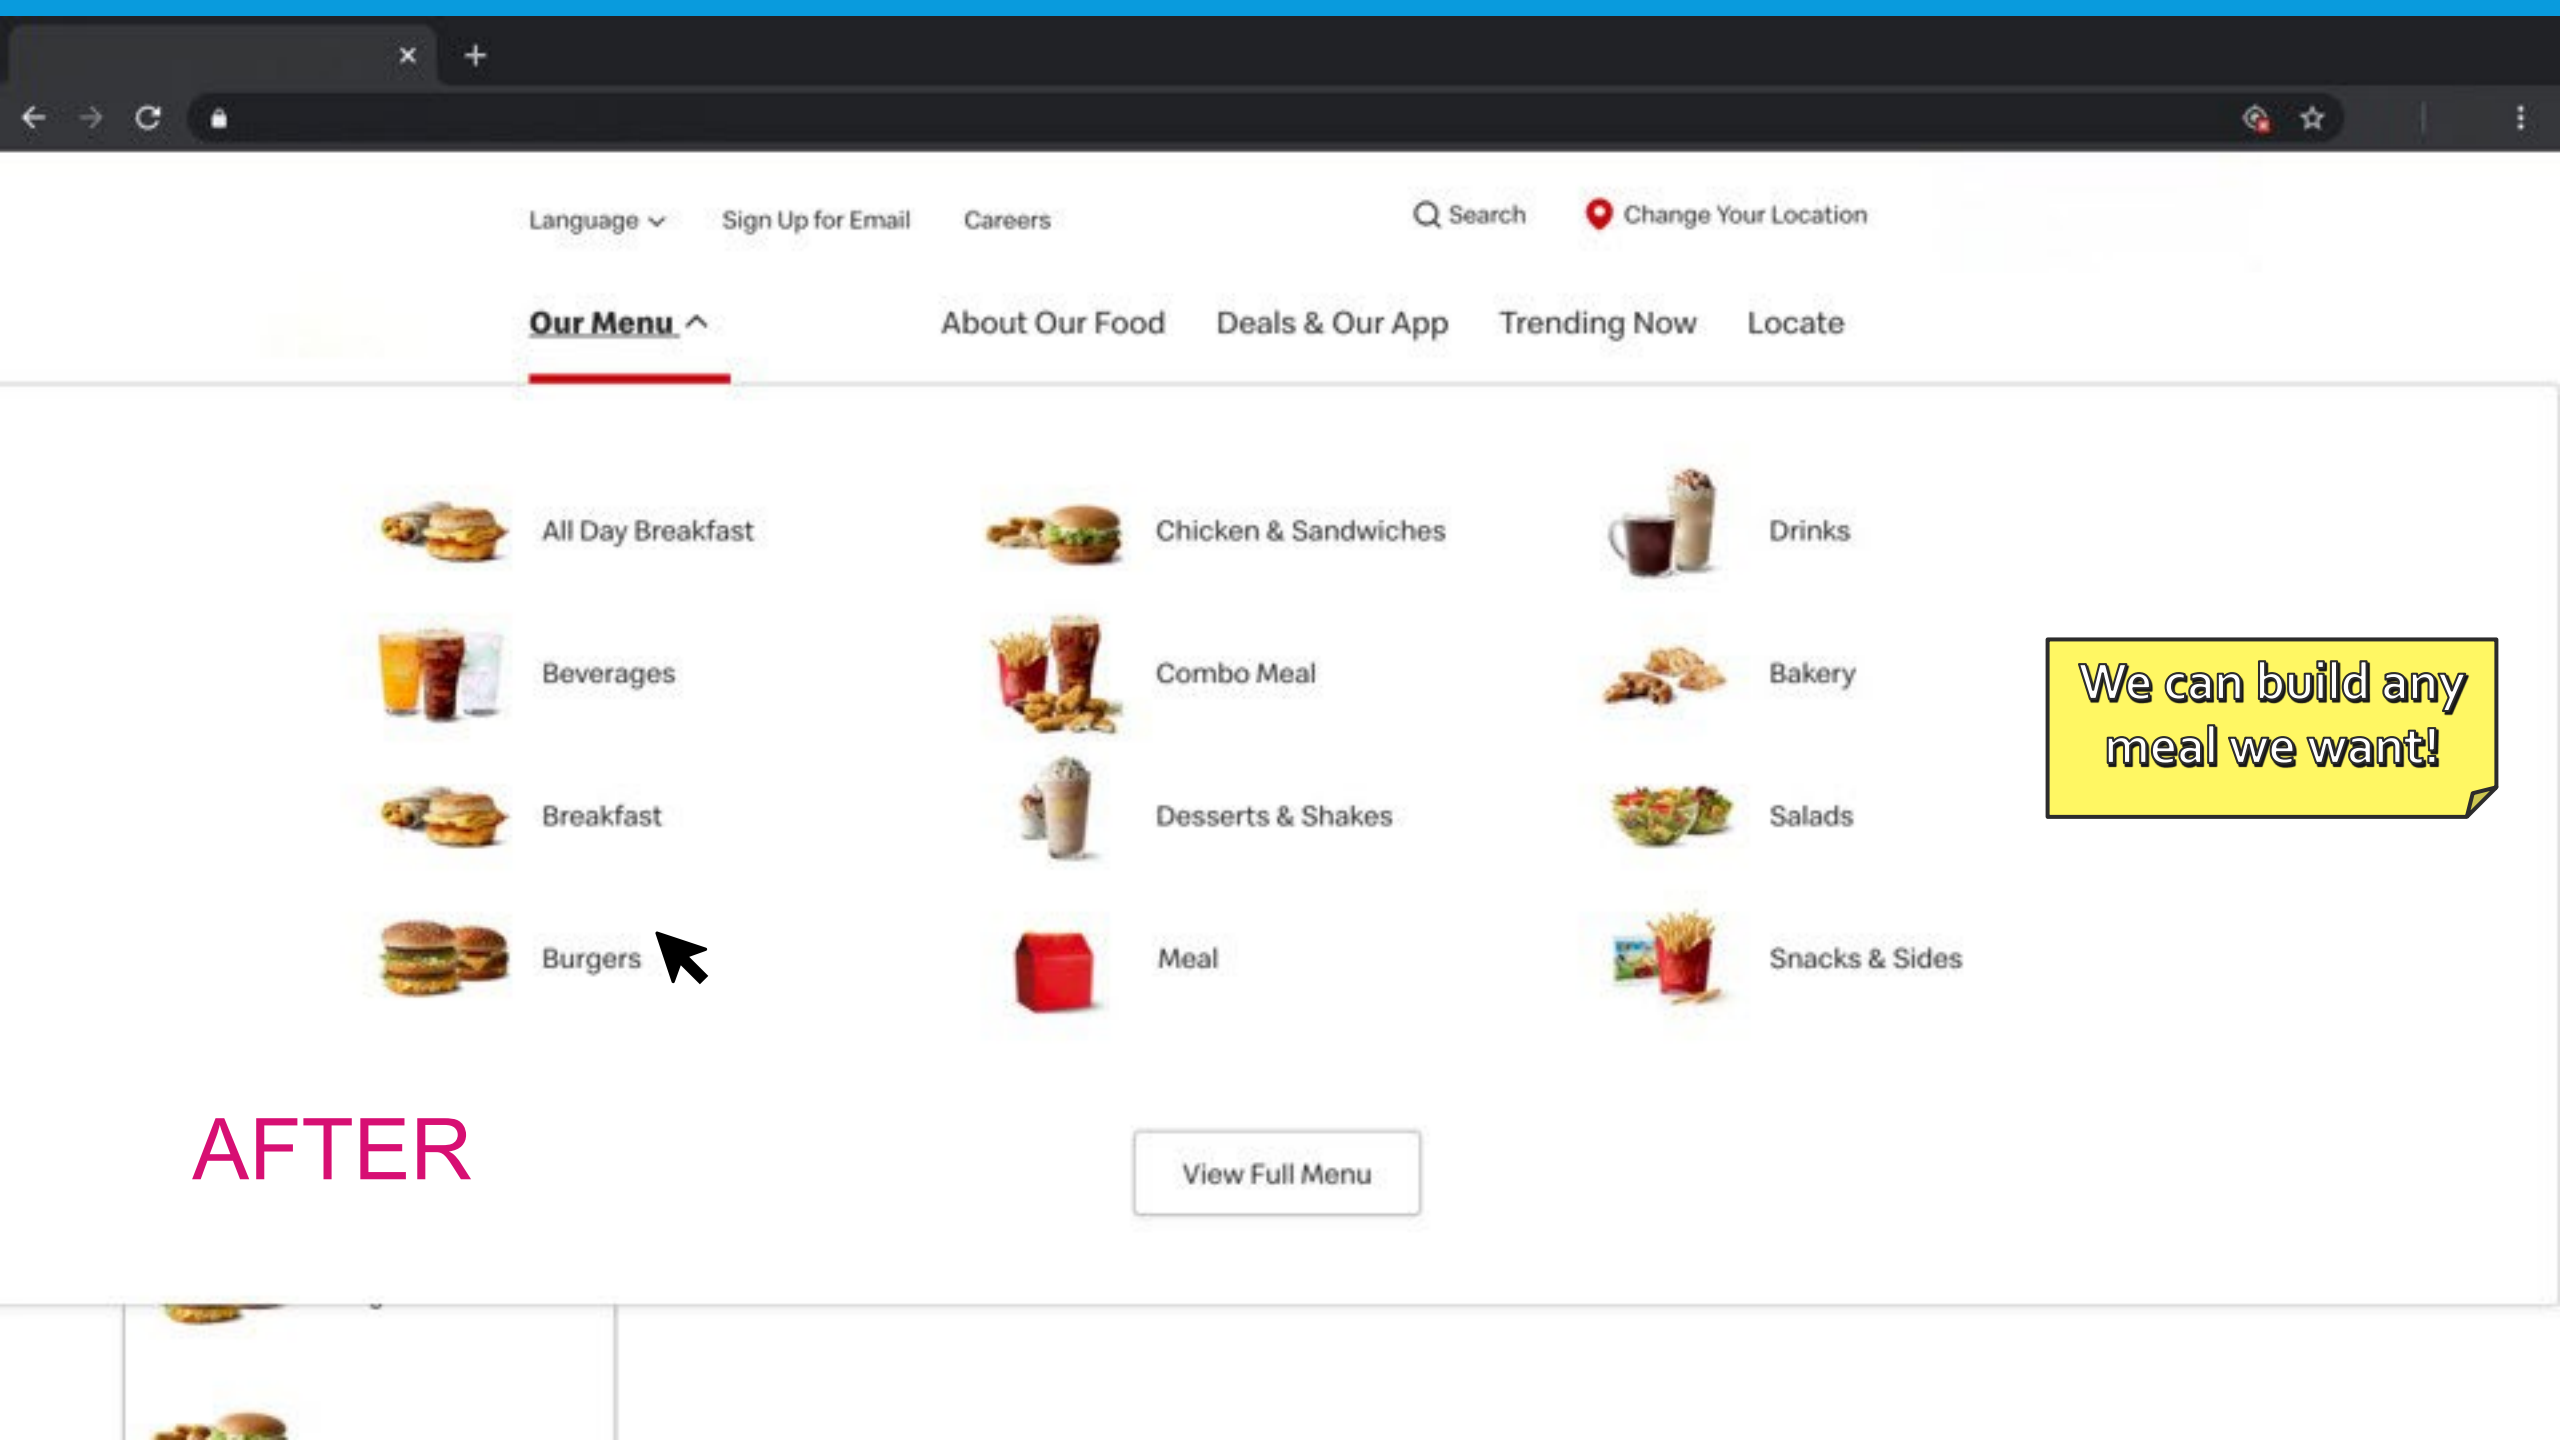 Language
Sign Up for Email
Careers
Search
Change Your Location
Our Menu
About Our Food
Deals & Our App
Trending Now
Locate
All Day Breakfast
Chicken & Sandwiches
Drinks
Beverages
Combo Meal
Bakery
We can build any
meal we want!
Breakfast
Desserts & Shakes
Salads
Burgers
Meal
Snacks & Sides
AFTER
View Full Menu